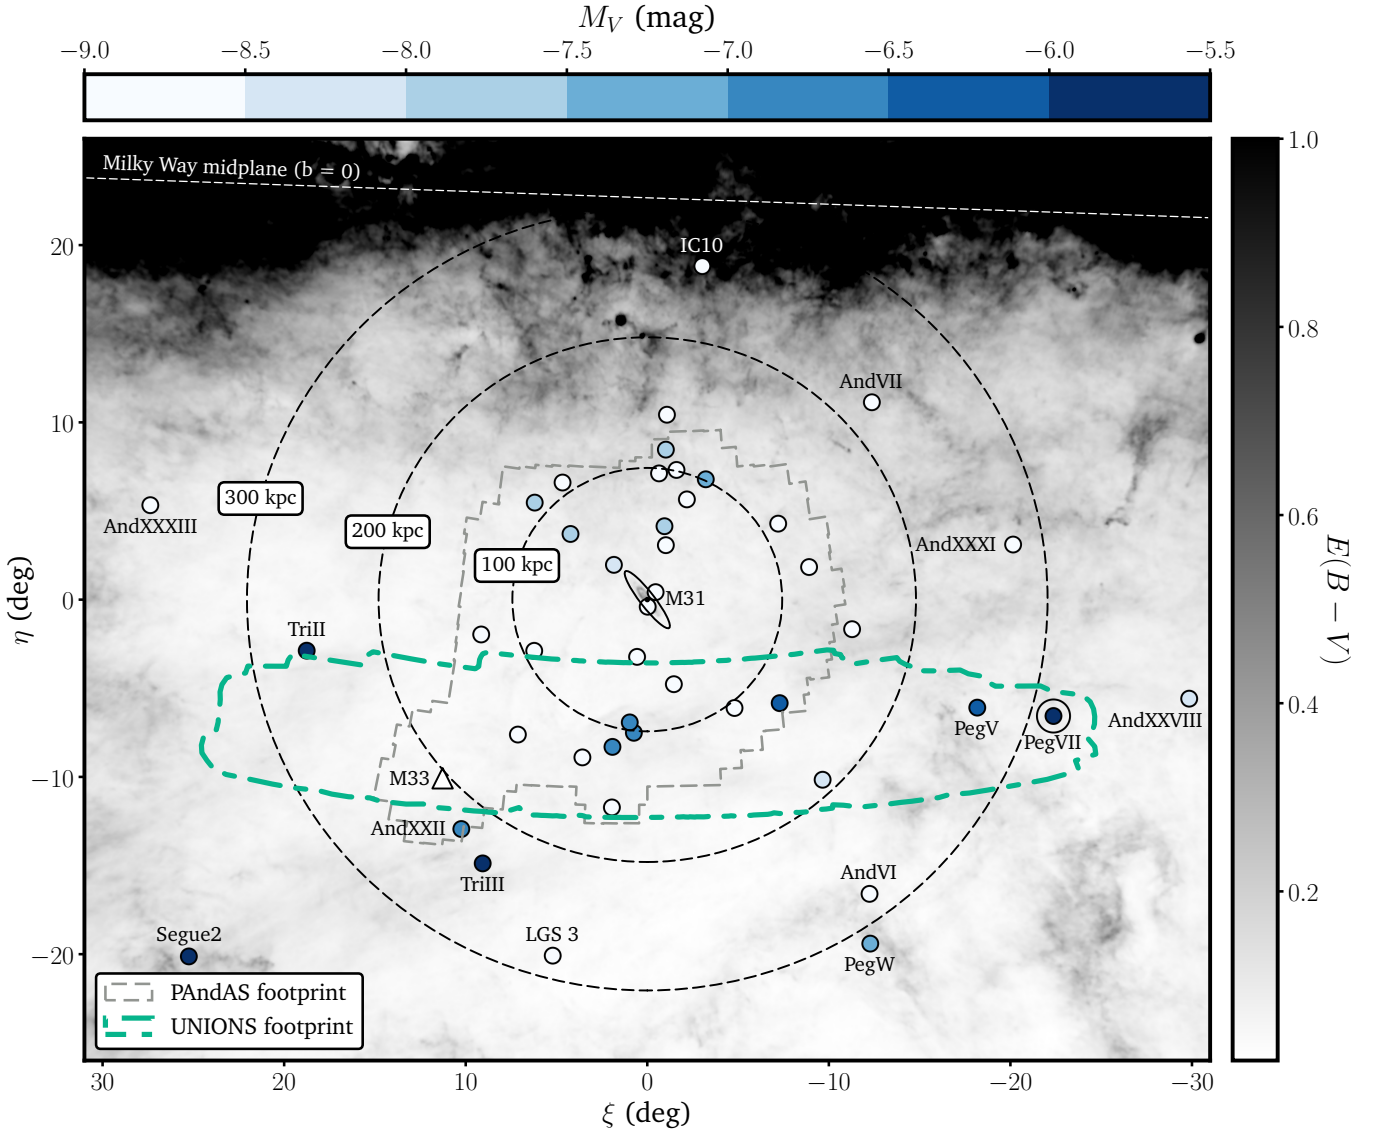 M_V (mag)
−9.0 −8.5 −8.0 −7.5 −7.0 −6.5 −6.0 −5.5
Milky Way midplane (b = 0)
1.0
20
IC10
0.8
AndVII
10
300 kpc
AndXXXIII
200 kpc
0.6
AndXXXI
100 kpc
E(B − V)
η (deg)
0
M31
TriII
0.4
PegV
AndXXVIII
PegVII
−10
M33
AndXXII
AndVI
TriIII
0.2
Segue2
LGS 3
−20
PegW
PAndAS footprint
UNIONS footprint
30 20 10 0 −10 −20 −30
ξ (deg)